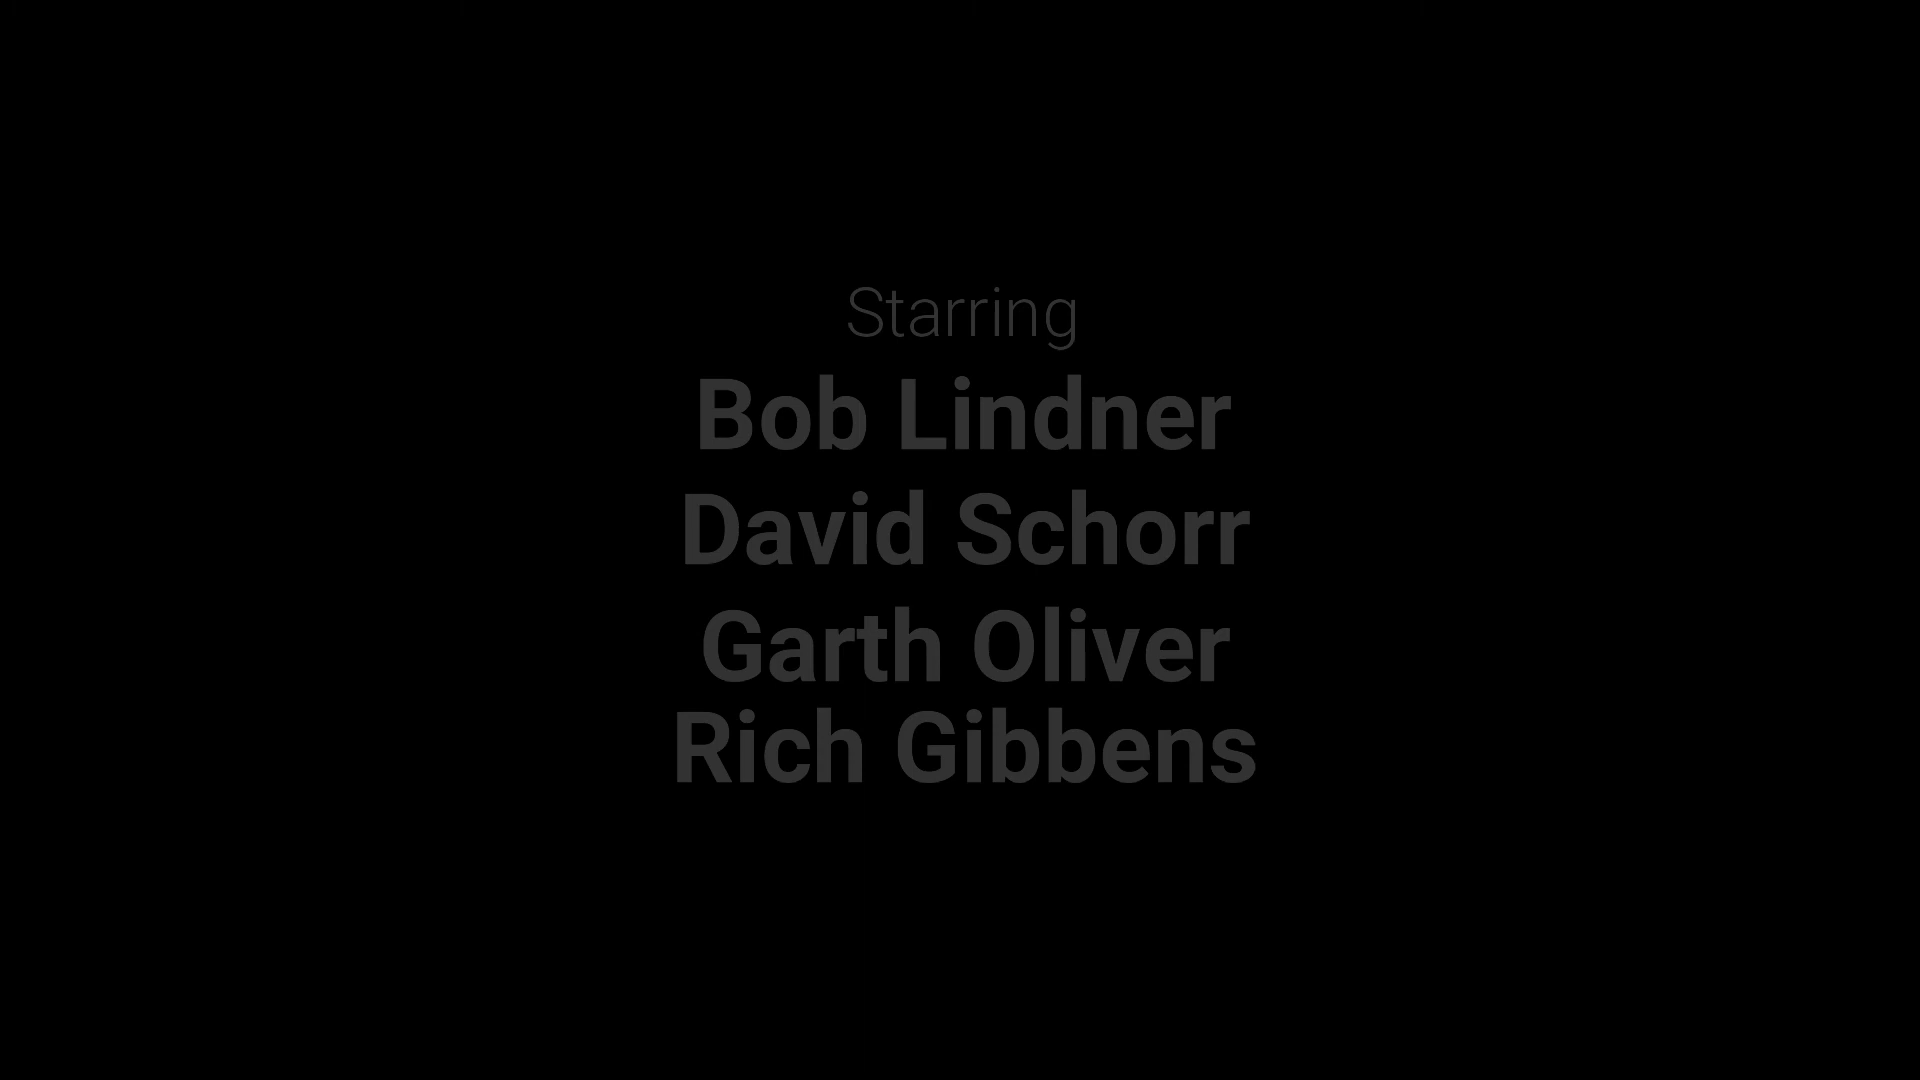 Starring
Bob Lindner
David Schorr
Garth Oliver
Rich Gibbens